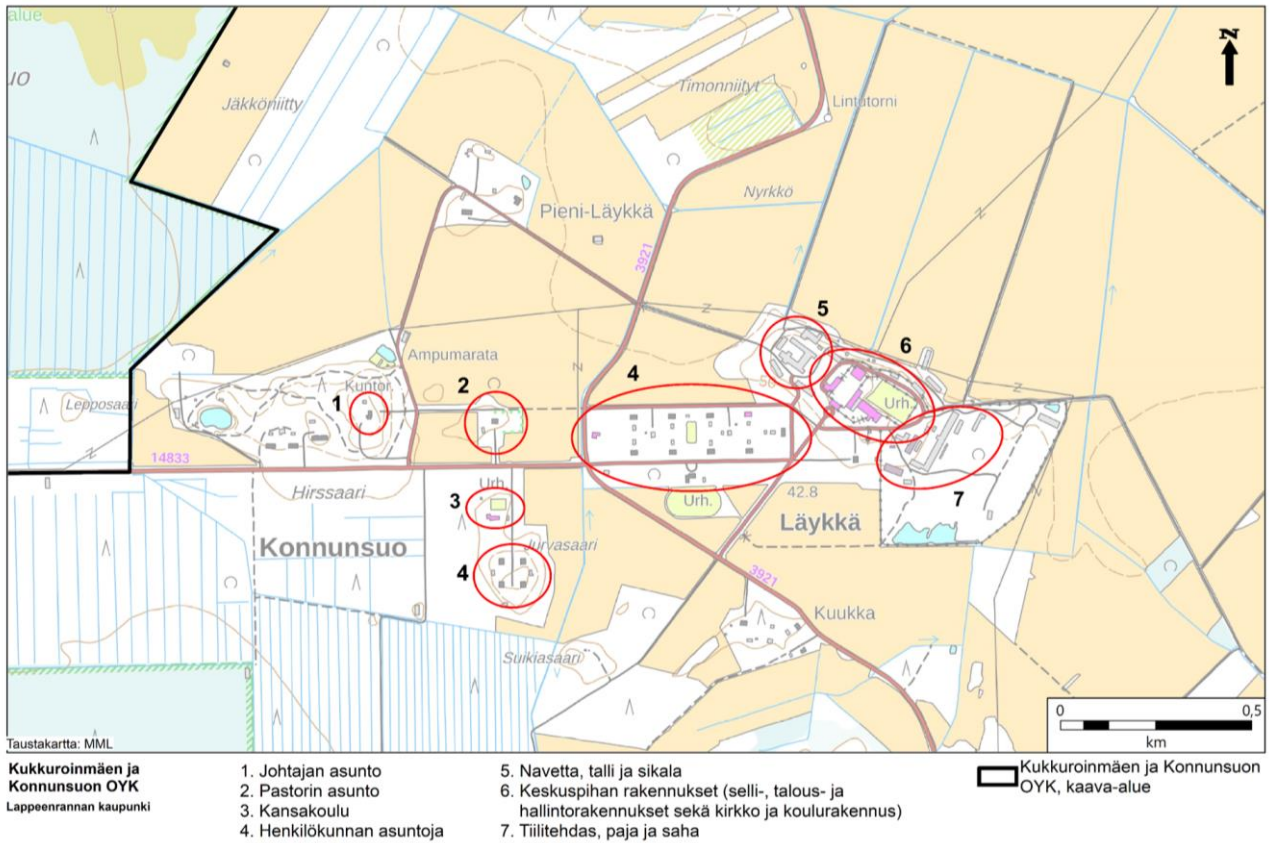 alue
JO
Jäkköniitty
Timonniityt
Lintutorni
N
Nyrkkö
Pieni-Läykkä
3921
5
6
Ampumarata
4
2
Kuntor
1
50
Urh.
Lepposaari
14833
Hirssaari
Urh.
3
Urh.
42.8
7
Läykkä
Konnunsuo
Jurvasaari
4
3921
Kuukka
Suikiasaari
0 0,5
km
Taustakartta: MML
Kukkuroinmäen ja
Konnunsuon OYK
Lappeenrannan kaupunki
1. Johtajan asunto
2. Pastorin asunto
3. Kansakoulu
4. Henkilökunnan asuntoja
5. Navetta, talli ja sikala
6. Keskuspihan rakennukset (selli-, talous- ja
hallintorakennukset sekä kirkko ja koulurakennus)
7. Tiilitehdas, paja ja saha
Kukkuroinmäen ja Konnunsuon
OYK, kaava-alue